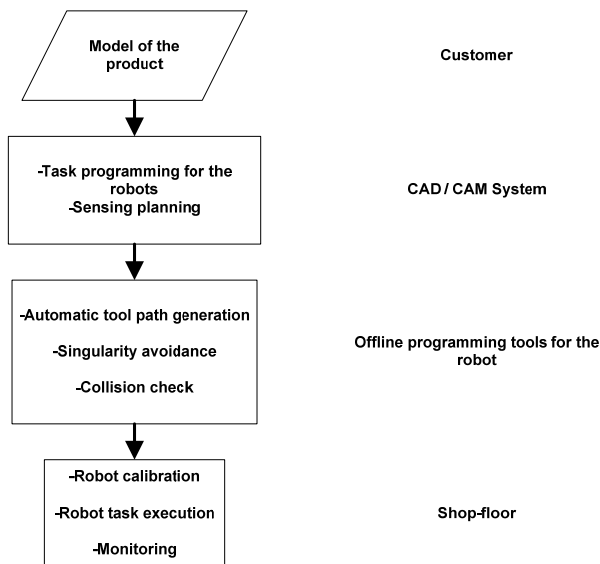 Model of the
product
Customer
-Task programming for the
robots
-Sensing planning
CAD / CAM System
-Automatic tool path generation
-Singularity avoidance
-Collision check
Offline programming tools for the
robot
-Robot calibration
-Robot task execution
-Monitoring
Shop-floor